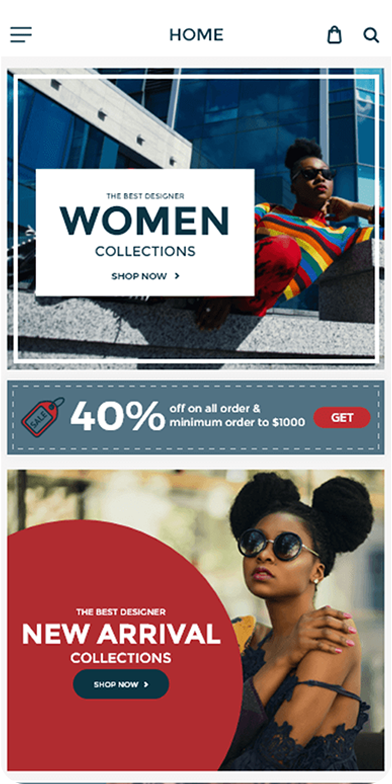 HOME
THE BEST DESIGNER
WOMEN
COLLECTIONS
SHOP NOW
SALE
40%
off on all order &
minimum order to $1000
GET
THE BEST DESIGNER
NEW ARRIVAL
COLLECTIONS
SHOP NOW